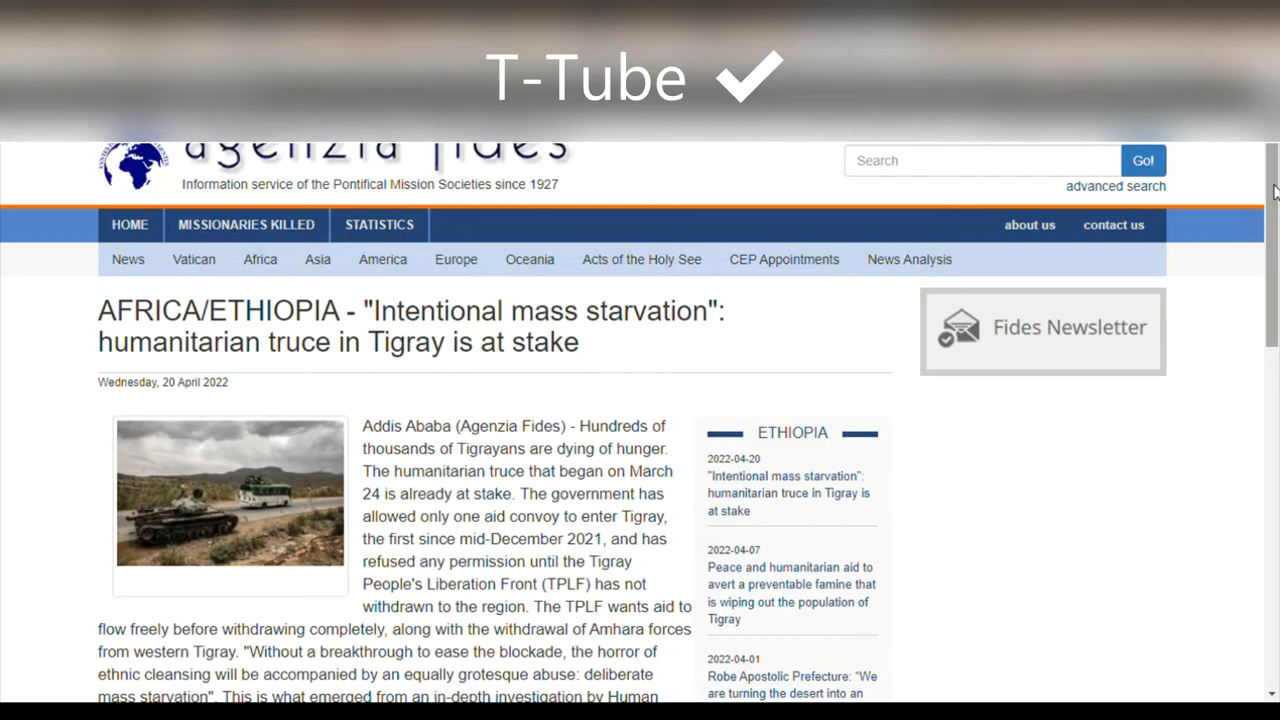 T-Tube ✔
agenzia fides
Information service of the Pontifical Mission Societies since 1927
Search
Go!
advanced search
HOME
MISSIONARIES KILLED
STATISTICS
about us
contact us
News
Vatican
Africa
Asia
America
Europe
Oceania
Acts of the Holy See
CEP Appointments
News Analysis
AFRICA/ETHIOPIA - "Intentional mass starvation":
humanitarian truce in Tigray is at stake
Wednesday, 20 April 2022
Addis Ababa (Agenzia Fides) - Hundreds of
thousands of Tigrayans are dying of hunger.
The humanitarian truce that began on March
24 is already at stake. The government has
allowed only one aid convoy to enter Tigray,
the first since mid-December 2021, and has
refused any permission until the Tigray
People's Liberation Front (TPLF) has not
withdrawn to the region. The TPLF wants aid to
flow freely before withdrawing completely, along with the withdrawal of Amhara forces
from western Tigray. "Without a breakthrough to ease the blockade, the horror of
ethnic cleansing will be accompanied by an equally grotesque abuse: deliberate
mass starvation". This is what emerged from an in-depth investigation by Human
Fides Newsletter
ETHIOPIA
2022-04-20
"Intentional mass starvation":
humanitarian truce in Tigray is
at stake
2022-04-07
Peace and humanitarian aid to
avert a preventable famine that
is wiping out the population of
Tigray
2022-04-01
Robe Apostolic Prefecture: “We
are turning the desert into an